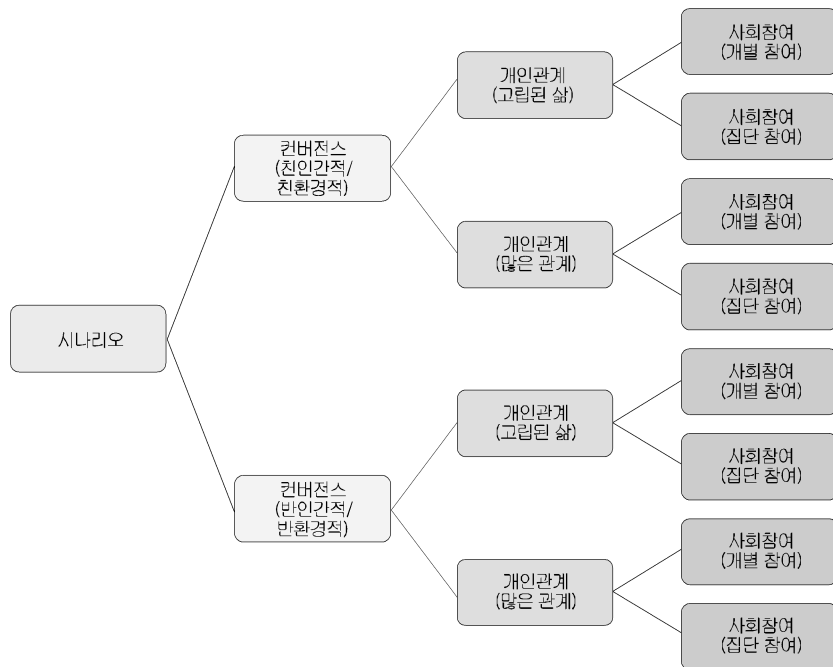 시나리오
컨버전스
(친인간적/
친환경적)
컨버전스
(반인간적/
반환경적)
개인관계
(고립된 삶)
개인관계
(많은 관계)
개인관계
(고립된 삶)
개인관계
(많은 관계)
사회참여
(개별 참여)
사회참여
(집단 참여)
사회참여
(개별 참여)
사회참여
(집단 참여)
사회참여
(개별 참여)
사회참여
(집단 참여)
사회참여
(개별 참여)
사회참여
(집단 참여)